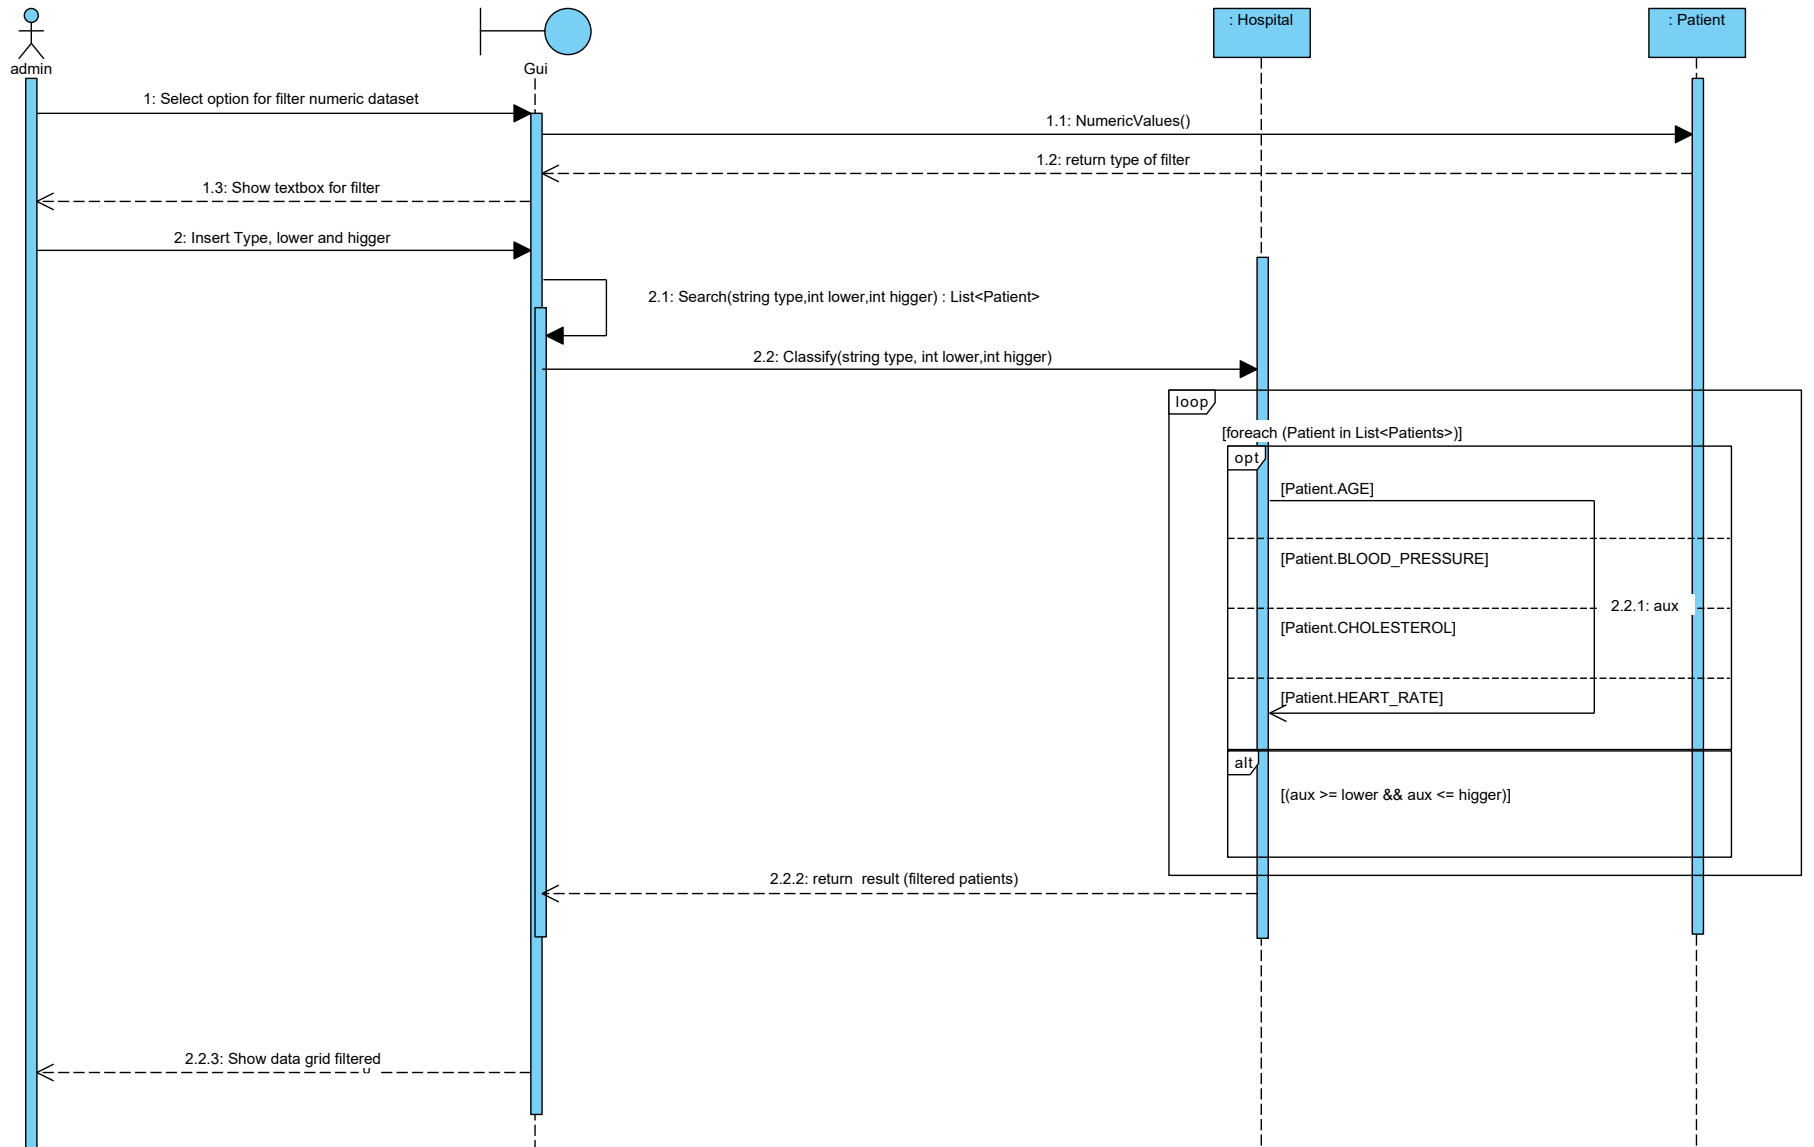 : Hospital
: Patient
admin
Gui
1: Select option for filter numeric dataset
1.1: NumericValues()
1.2: return type of filter
1.3: Show textbox for filter
2: Insert Type, lower and higger
2.1: Search(string type,int lower,int higger) : List<Patient>
2.2: Classify(string type, int lower,int higger)
loop
[foreach (Patient in List<Patients>)]
opt
[Patient.AGE]
[Patient.BLOOD_PRESSURE]
2.2.1: aux
[Patient.CHOLESTEROL]
[Patient.HEART_RATE]
alt
[(aux >= lower && aux <= higger)]
2.2.2: return  result (filtered patients)
2.2.3: Show data grid filtered